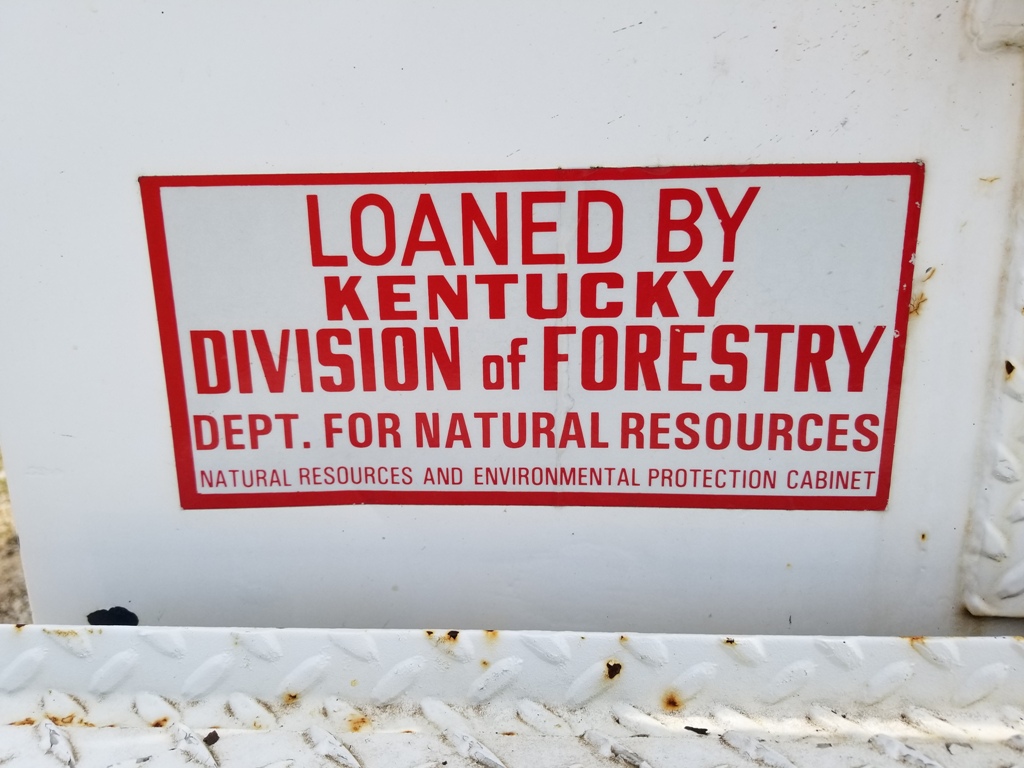 LOANED BY
KENTUCKY
DIVISION of FORESTRY
DEPT. FOR NATURAL RESOURCES
NATURAL RESOURCES AND ENVIRONMENTAL PROTECTION CABINET